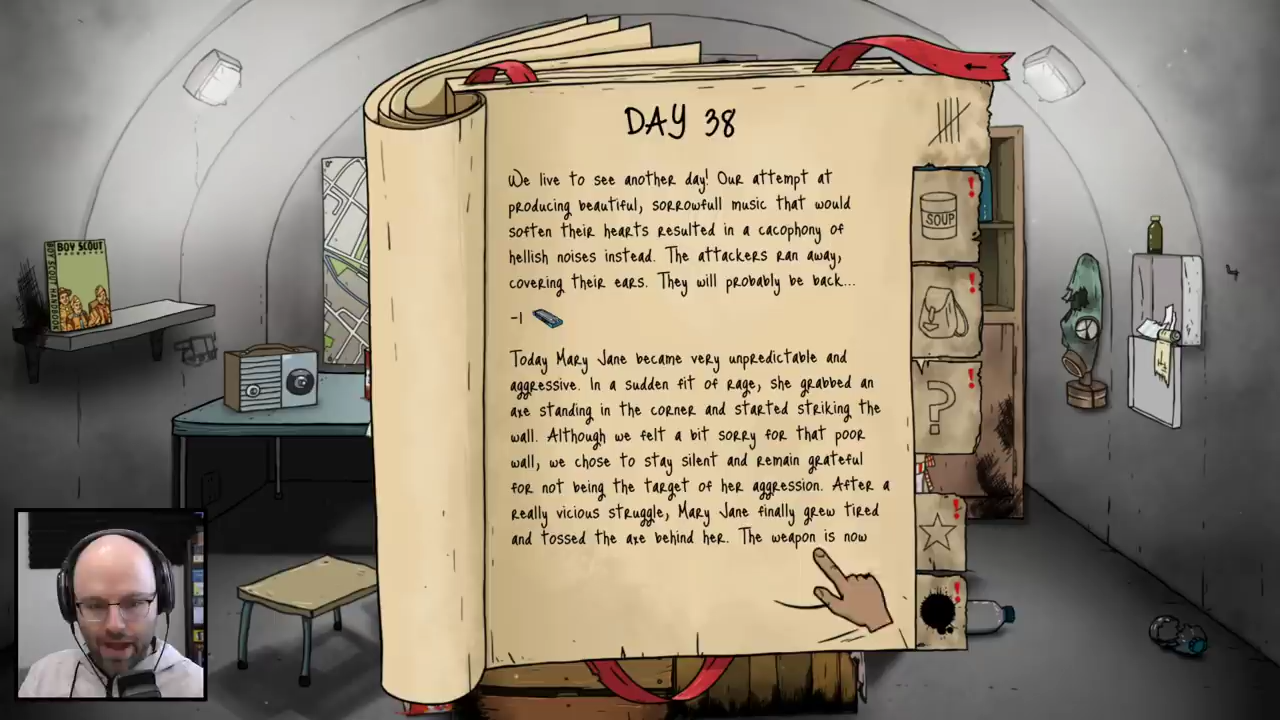 DAY 38
We live to see another day! Our attempt at
producing beautiful, sorrowfull music that would
soften their hearts resulted in a cacophony of
hellish noises instead. The attackers ran away,
covering their ears. They will probably be back...
-1
Today Mary Jane became very unpredictable and
aggressive. In a sudden fit of rage, she grabbed an
axe standing in the corner and started striking the
wall. Although we felt a bit sorry for that poor
wall, we chose to stay silent and remain grateful
for not being the target of her aggression. After a
really vicious struggle, Mary Jane finally grew tired
and tossed the axe behind her. The weapon is now
SOUP
?
BOY SCOUT
BOY SCOUT HANDBOOK